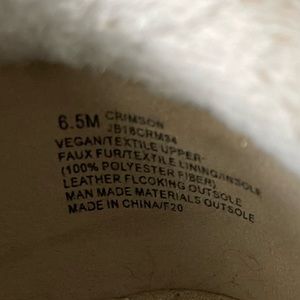 6.5M CRIMSON
JB18CRM34
VEGAN/TEXTILE UPPER
FAUX FUR/TEXTILE LINING/INSOLE
(100% POLYESTER FIBER)
LEATHER FLCOKING OUTSOLE
MAN MADE MATERIALS OUTSOLE
MADE IN CHINA/F20